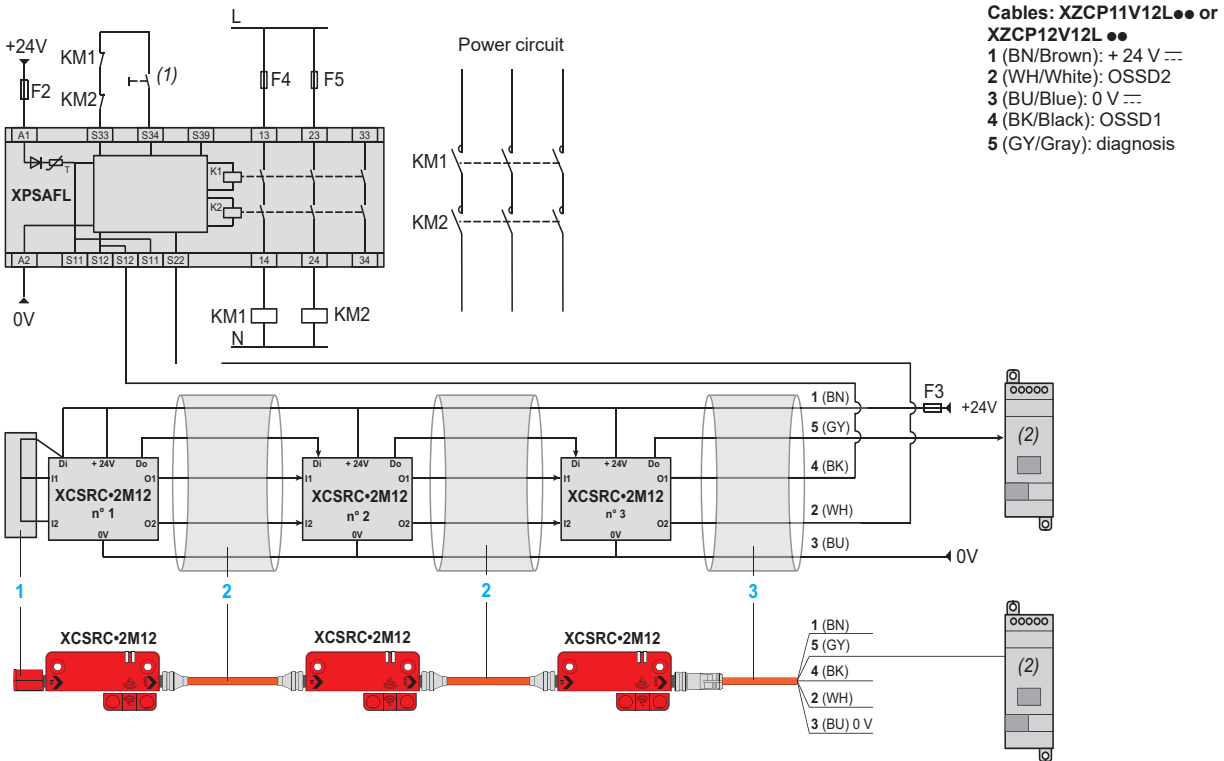 Cables: XZCP11V12L●● or
XZCP12V12L ●●
1 (BN/Brown): + 24 V
2 (WH/White): OSSD2
3 (BU/Blue): 0 V
4 (BK/Black): OSSD1
5 (GY/Gray): diagnosis
L
Power circuit
+24V
KM1
(1)
F2
KM2
F4
F5
A1
S33
S34
S39
13
23
33
T
K1
XPSAFL
K2
KM1
KM2
A2
S11
S12
S12
S11
S22
14
24
34
0V
KM1
KM2
N
1 (BN)
F3
+24V
5 (GY)
(2)
Di
+ 24V
Do
Di
+ 24V
Do
Di
+ 24V
Do
4 (BK)
I1
O1
I1
O1
I1
O1
XCSRC•2M12
n° 1
XCSRC•2M12
n° 2
XCSRC•2M12
n° 3
2 (WH)
I2
O2
I2
O2
I2
O2
0V
0V
0V
3 (BU)
0V
1
2
2
3
XCSRC•2M12
XCSRC•2M12
XCSRC•2M12
1 (BN)
5 (GY)
4 (BK)
2 (WH)
3 (BU) 0 V
(2)